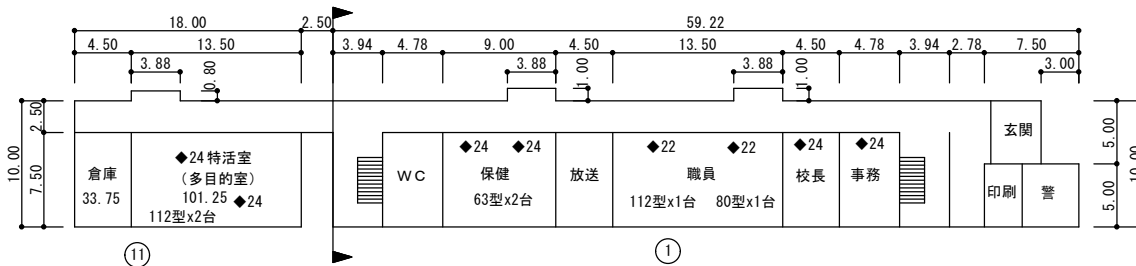 18.00 2.50 59.22
4.50 13.50 3.94 4.78 9.00 4.50 13.50 4.50 4.78 3.94 2.78 7.50
3.88 0.80 3.88 1.00 3.88 1.00 3.00
10.00 2.50 7.50
倉庫
33.75
◆24 特活室
(多目的室)
101.25 ◆24
112型x2台
WC
◆24 ◆24
保健
63型x2台
放送
◆22 ◆22
職員
112型x1台 80型x1台
◆24
校長
◆24
事務
玄関
印刷 警
5.00 5.00 10.00
⑪ ①